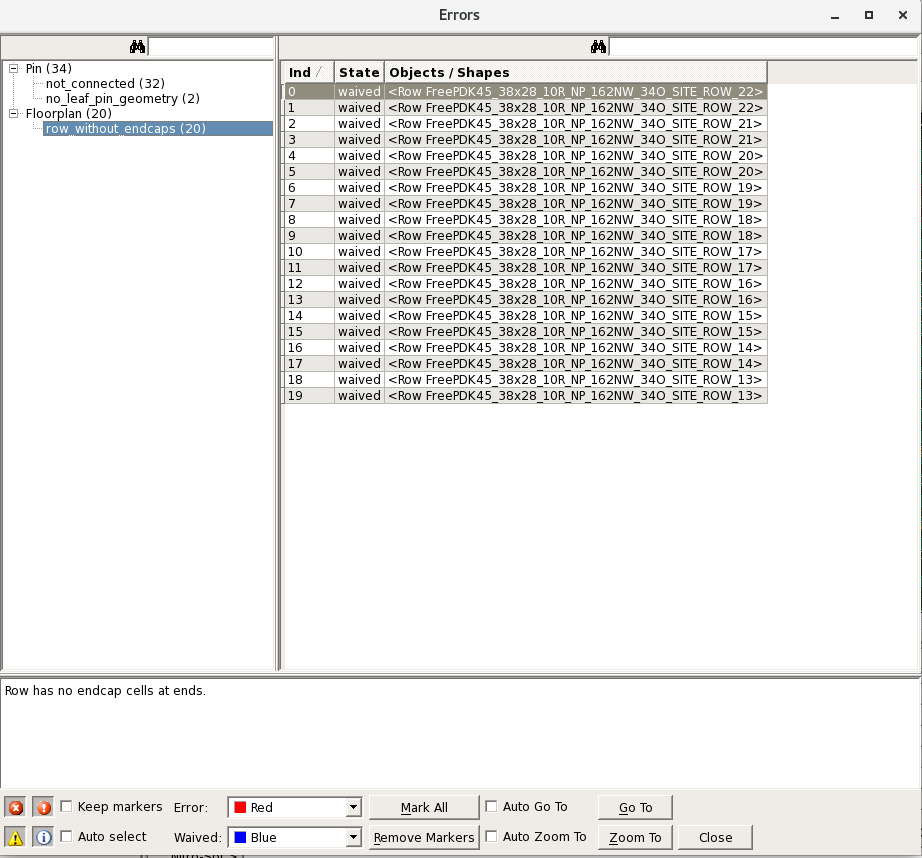 Errors
Pin (34)
not_connected (32)
no_leaf_pin_geometry (2)
Floorplan (20)
row_without_endcaps (20)
Ind State Objects / Shapes
0 waived <Row FreePDK45_38x28_10R_NP_162NW_34O_SITE_ROW_22>
1 waived <Row FreePDK45_38x28_10R_NP_162NW_34O_SITE_ROW_22>
2 waived <Row FreePDK45_38x28_10R_NP_162NW_34O_SITE_ROW_21>
3 waived <Row FreePDK45_38x28_10R_NP_162NW_34O_SITE_ROW_21>
4 waived <Row FreePDK45_38x28_10R_NP_162NW_34O_SITE_ROW_20>
5 waived <Row FreePDK45_38x28_10R_NP_162NW_34O_SITE_ROW_20>
6 waived <Row FreePDK45_38x28_10R_NP_162NW_34O_SITE_ROW_19>
7 waived <Row FreePDK45_38x28_10R_NP_162NW_34O_SITE_ROW_19>
8 waived <Row FreePDK45_38x28_10R_NP_162NW_34O_SITE_ROW_18>
9 waived <Row FreePDK45_38x28_10R_NP_162NW_34O_SITE_ROW_18>
10 waived <Row FreePDK45_38x28_10R_NP_162NW_34O_SITE_ROW_17>
11 waived <Row FreePDK45_38x28_10R_NP_162NW_34O_SITE_ROW_17>
12 waived <Row FreePDK45_38x28_10R_NP_162NW_34O_SITE_ROW_16>
13 waived <Row FreePDK45_38x28_10R_NP_162NW_34O_SITE_ROW_16>
14 waived <Row FreePDK45_38x28_10R_NP_162NW_34O_SITE_ROW_15>
15 waived <Row FreePDK45_38x28_10R_NP_162NW_34O_SITE_ROW_15>
16 waived <Row FreePDK45_38x28_10R_NP_162NW_34O_SITE_ROW_14>
17 waived <Row FreePDK45_38x28_10R_NP_162NW_34O_SITE_ROW_14>
18 waived <Row FreePDK45_38x28_10R_NP_162NW_34O_SITE_ROW_13>
19 waived <Row FreePDK45_38x28_10R_NP_162NW_34O_SITE_ROW_13>
Row has no endcap cells at ends.
Keep markers Error: Red Mark All Auto Go To Go To
Auto select Waived: Blue Remove Markers Auto Zoom To Zoom To Close